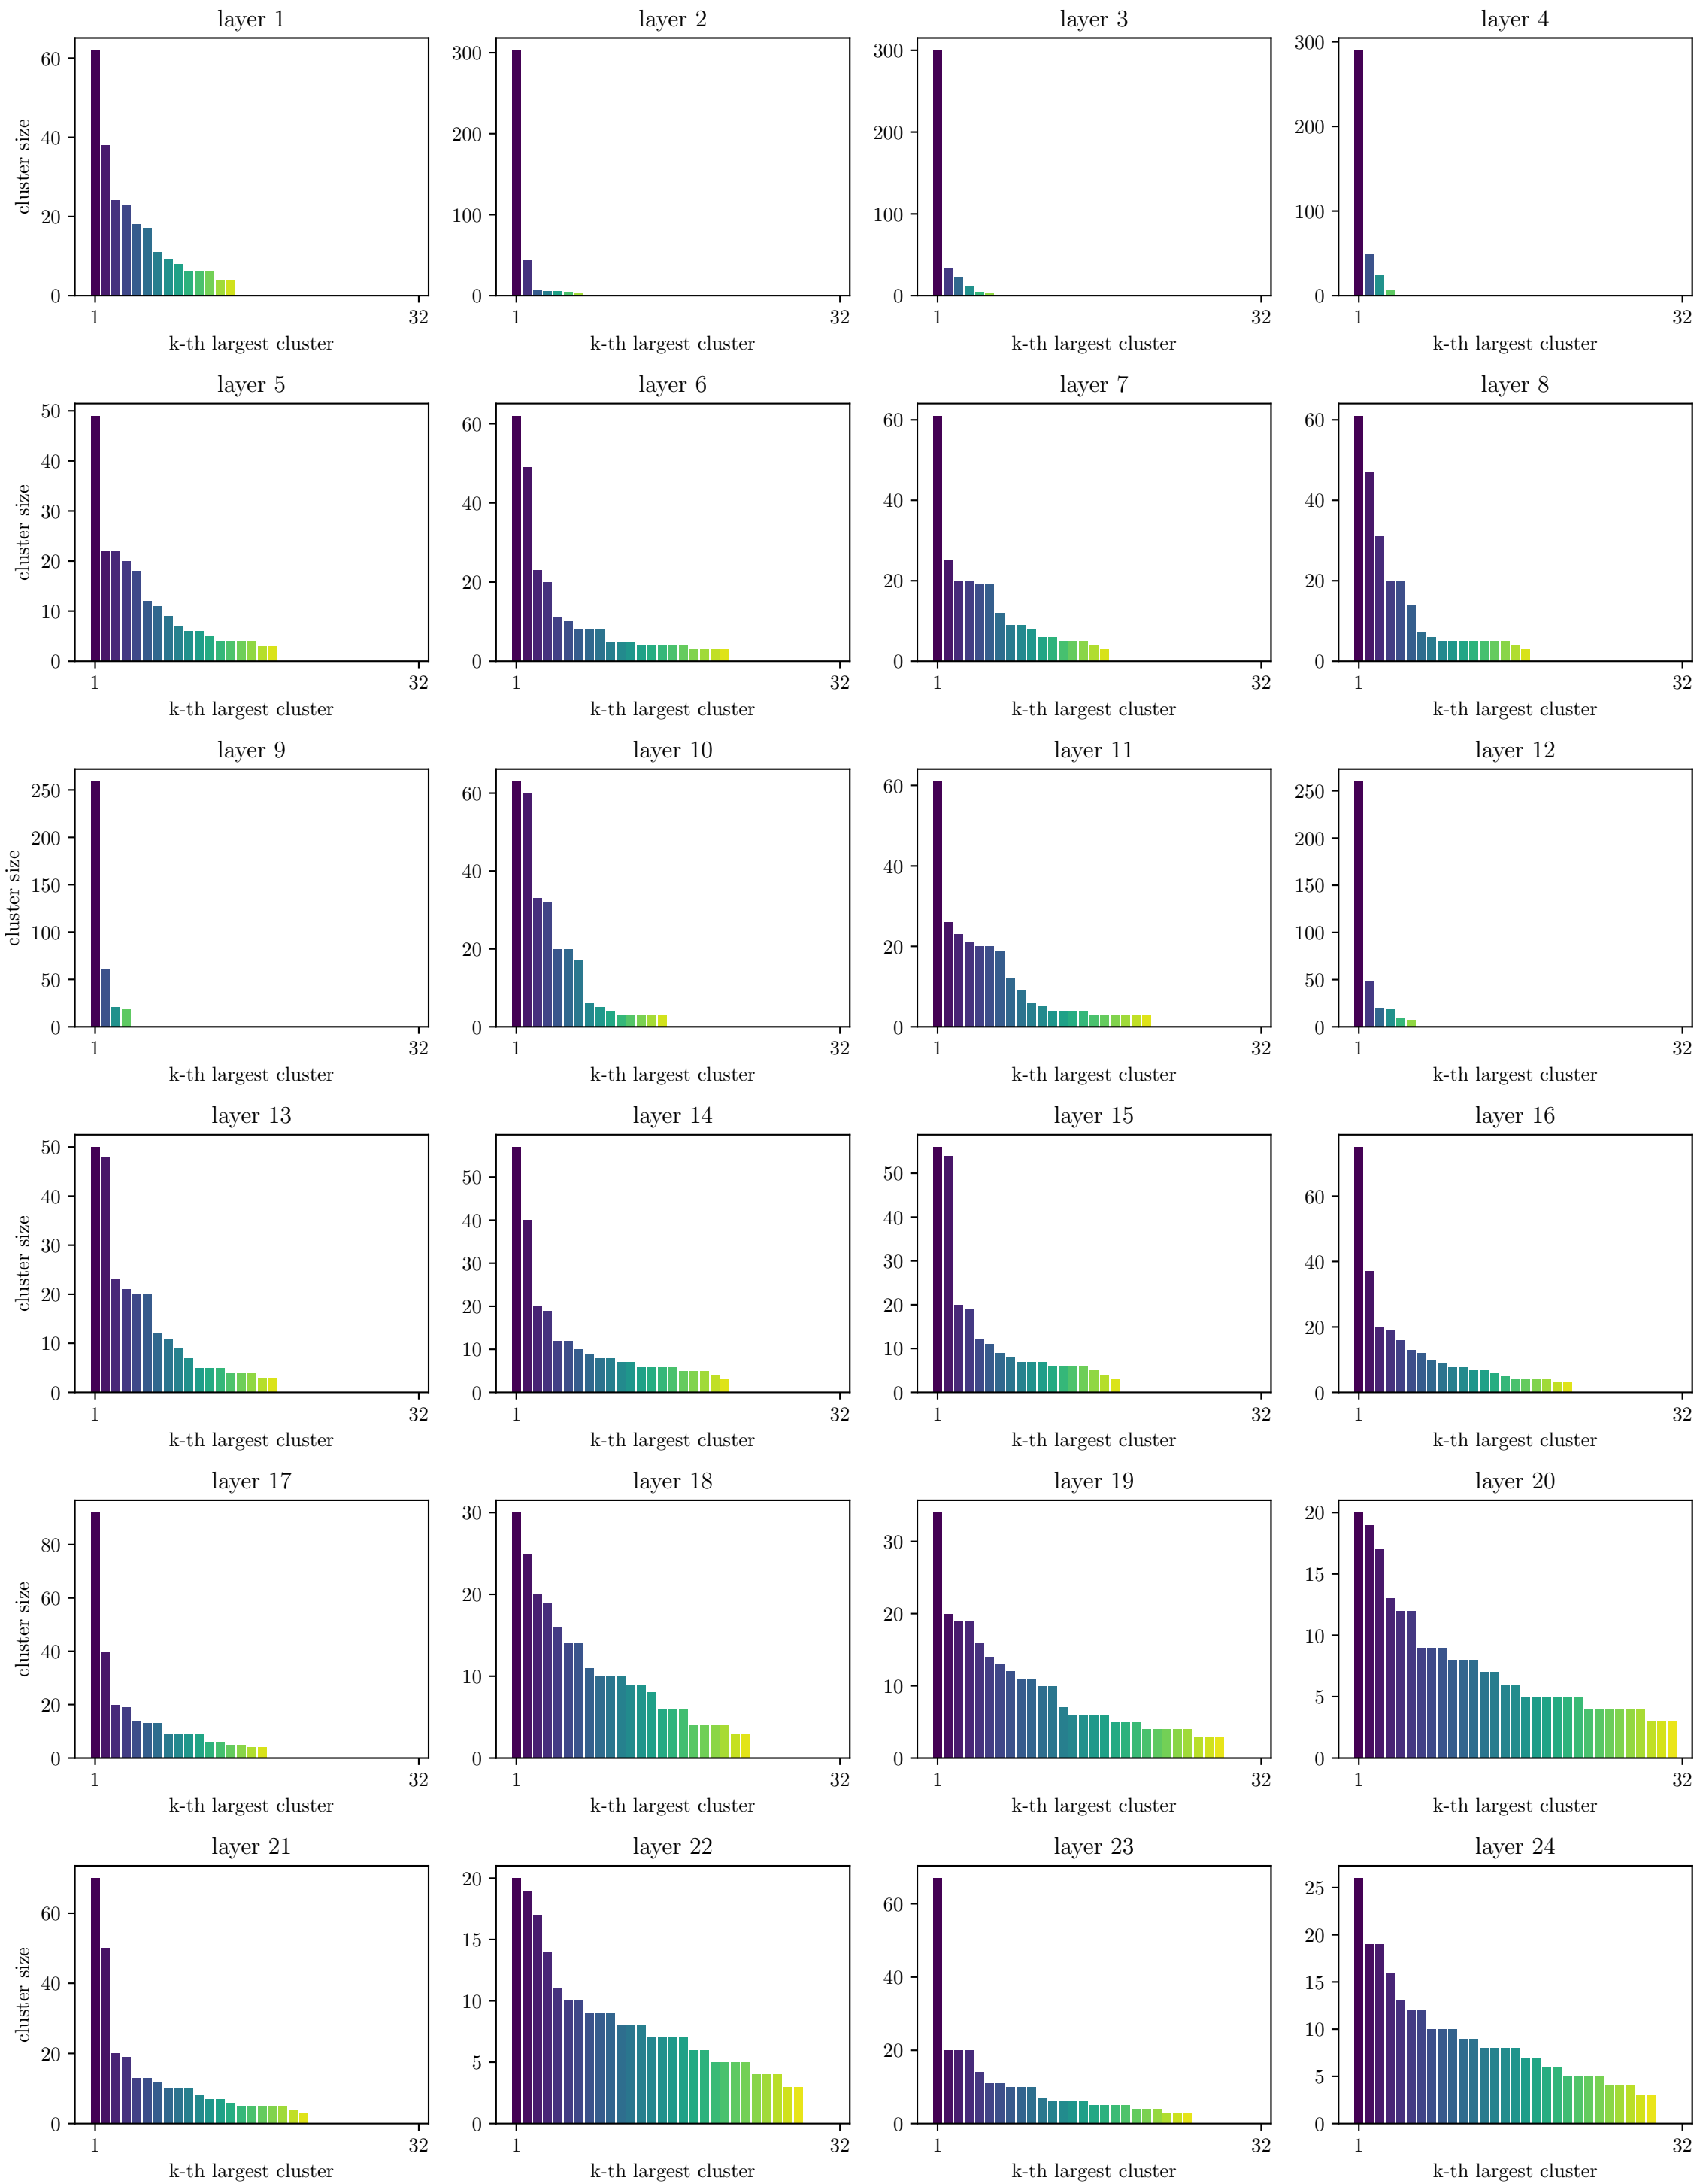 layer 1
60
40
20
0
cluster size
1
32
k-th largest cluster
layer 2
300
200
100
0
1
32
k-th largest cluster
layer 3
300
200
100
0
1
32
k-th largest cluster
layer 4
300
200
100
0
1
32
k-th largest cluster
layer 5
50
40
30
20
10
0
cluster size
1
32
k-th largest cluster
layer 6
60
40
20
0
1
32
k-th largest cluster
layer 7
60
40
20
0
1
32
k-th largest cluster
layer 8
60
40
20
0
1
32
k-th largest cluster
layer 9
250
200
150
100
50
0
cluster size
1
32
k-th largest cluster
layer 10
60
40
20
0
1
32
k-th largest cluster
layer 11
60
40
20
0
1
32
k-th largest cluster
layer 12
250
200
150
100
50
0
1
32
k-th largest cluster
layer 13
50
40
30
20
10
0
cluster size
1
32
k-th largest cluster
layer 14
50
40
30
20
10
0
1
32
k-th largest cluster
layer 15
50
40
30
20
10
0
1
32
k-th largest cluster
layer 16
60
40
20
0
1
32
k-th largest cluster
layer 17
80
60
40
20
0
cluster size
1
32
k-th largest cluster
layer 18
30
20
10
0
1
32
k-th largest cluster
layer 19
30
20
10
0
1
32
k-th largest cluster
layer 20
20
15
10
5
0
1
32
k-th largest cluster
layer 21
60
40
20
0
cluster size
1
32
k-th largest cluster
layer 22
20
15
10
5
0
1
32
k-th largest cluster
layer 23
60
40
20
0
1
32
k-th largest cluster
layer 24
25
20
15
10
5
0
1
32
k-th largest cluster